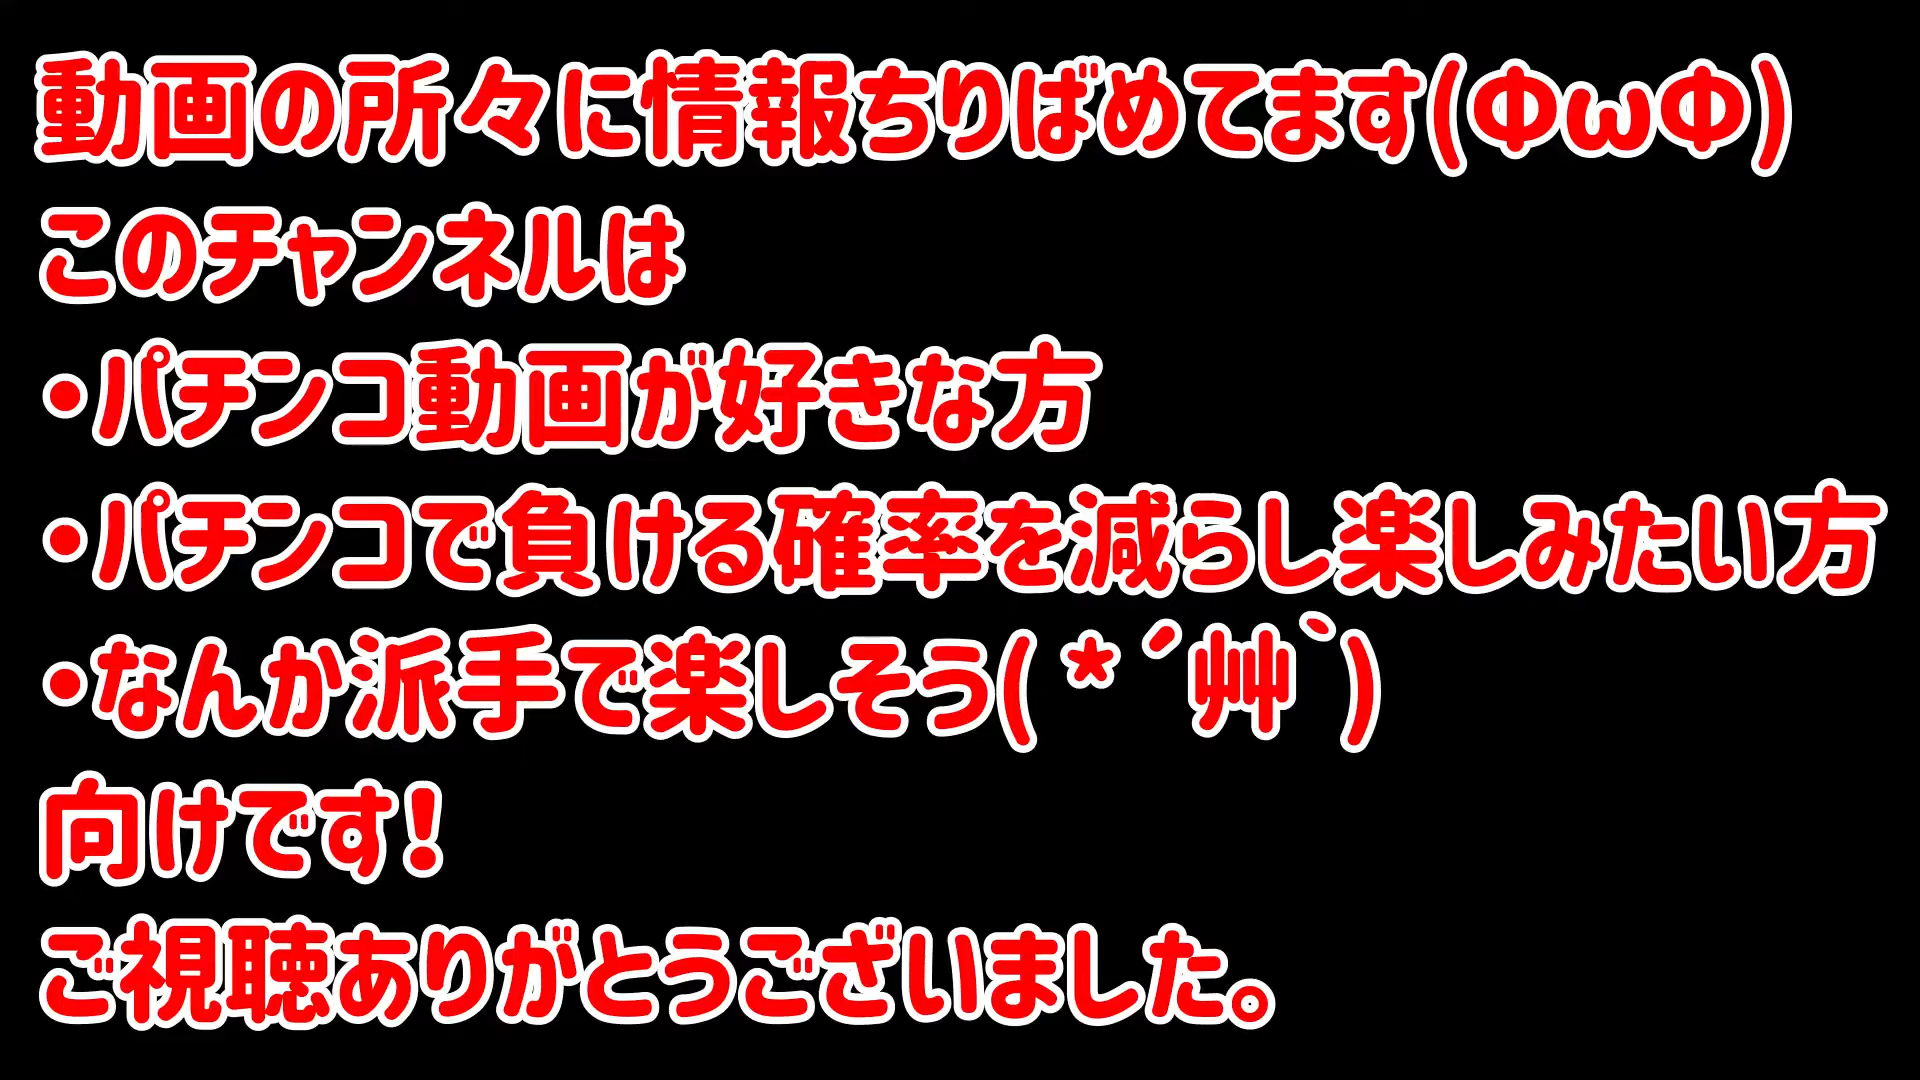 動画の所々に情報ちりばめてます(ΦωΦ)
このチャンネルは
・パチンコ動画が好きな方
・パチンコで負ける確率を減らし楽しみたい方
・なんか派手で楽しそう( *´艸`)
向けです!
ご視聴ありがとうございました。